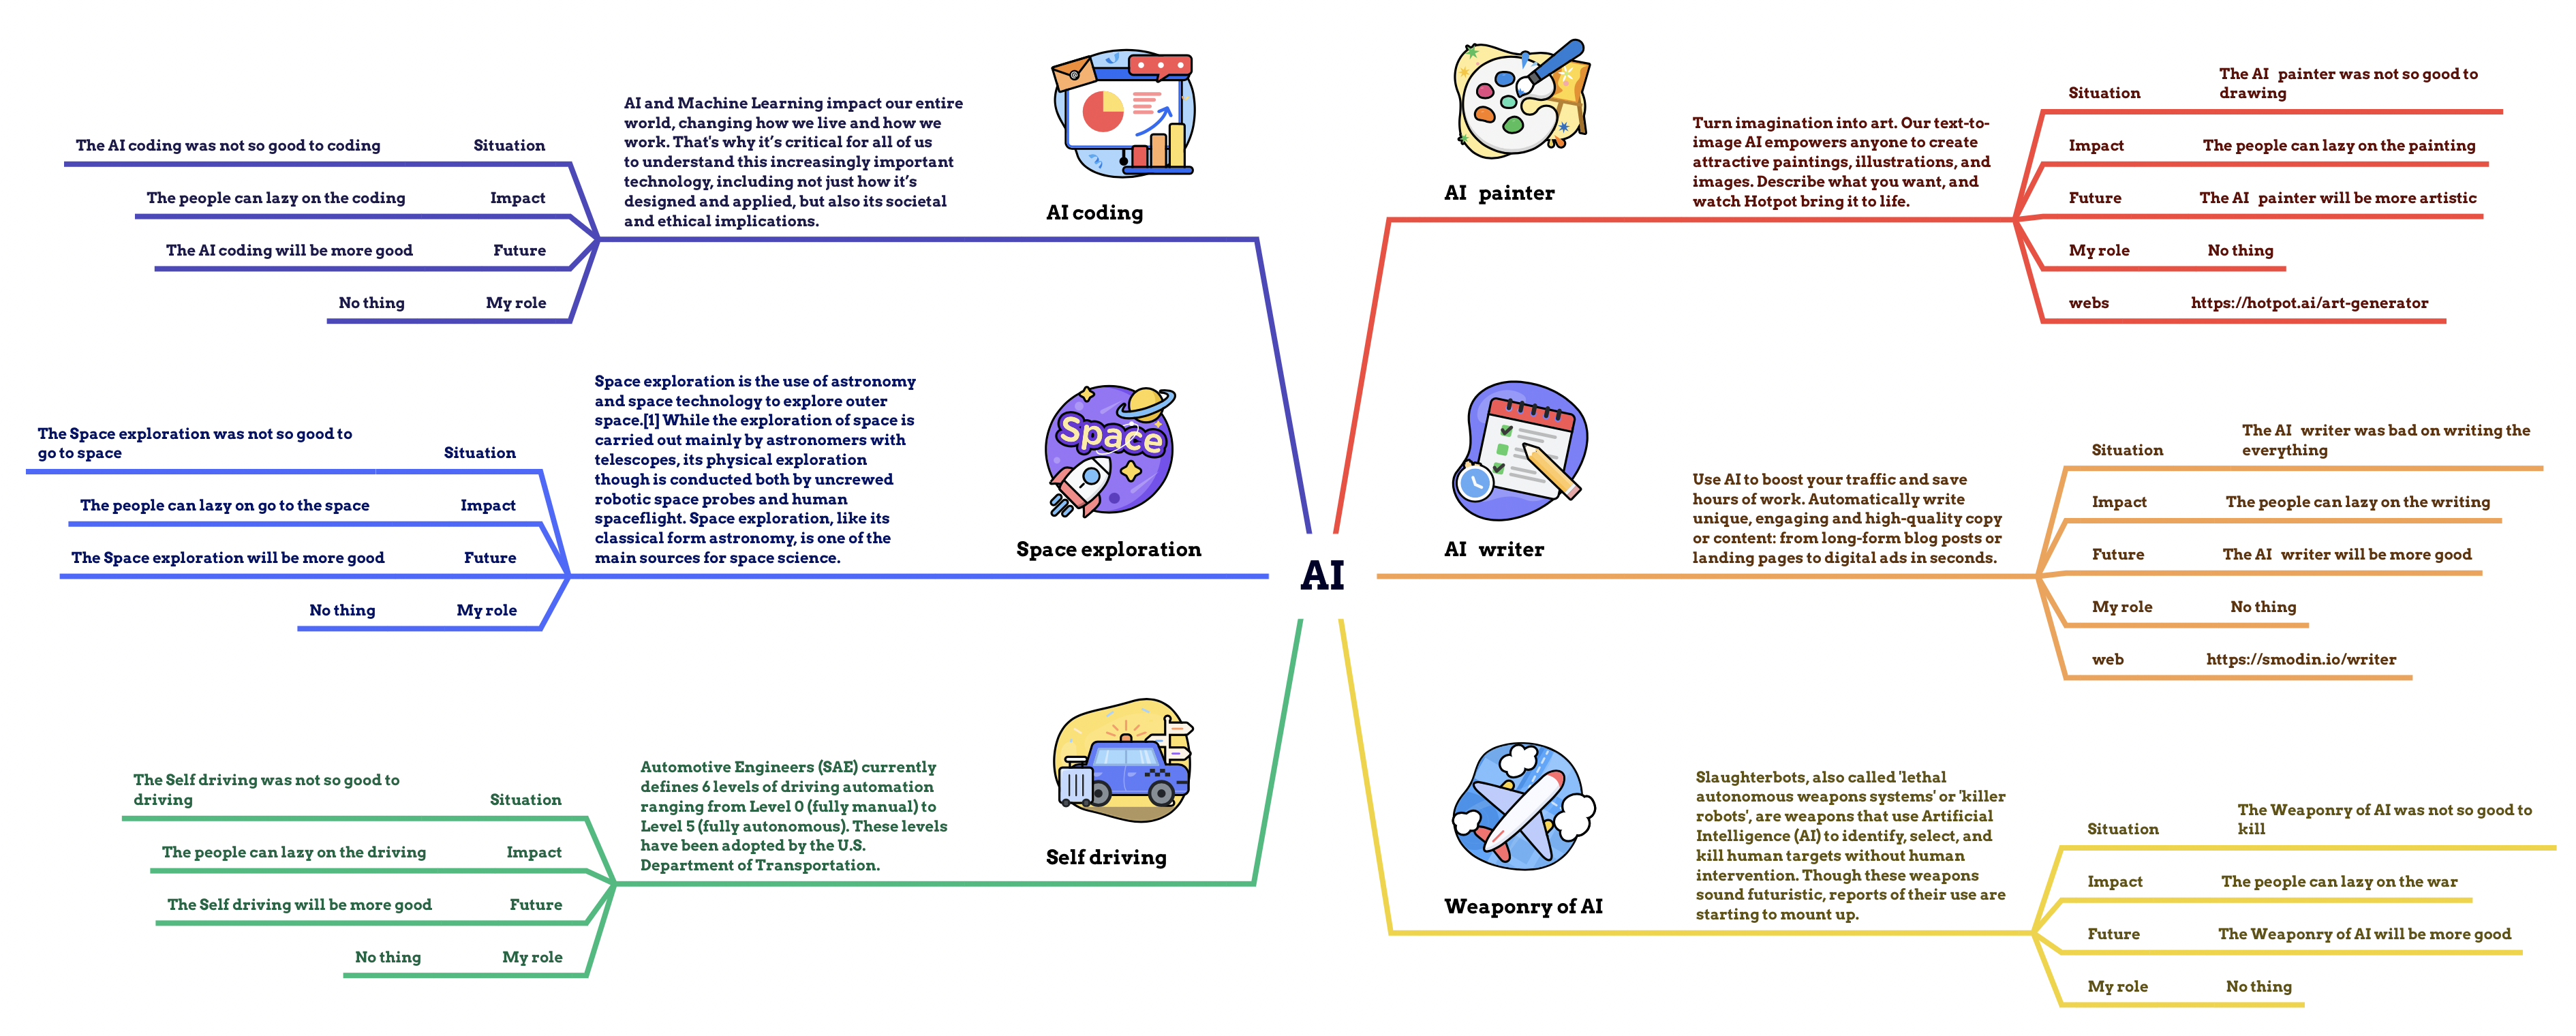 AI
AI coding
AI and Machine Learning impact our entire
world, changing how we live and how we
work. That's why it’s critical for all of us
to understand this increasingly important
technology, including not just how it’s
designed and applied, but also its societal
and ethical implications.
Situation
The AI coding was not so good to coding
Impact
The people can lazy on the coding
Future
The AI coding will be more good
My role
No thing
Space exploration
Space
Space exploration is the use of astronomy
and space technology to explore outer
space.[1] While the exploration of space is
carried out mainly by astronomers with
telescopes, its physical exploration
though is conducted both by uncrewed
robotic space probes and human
spaceflight. Space exploration, like its
classical form astronomy, is one of the
main sources for space science.
Situation
The Space exploration was not so good to
go to space
Impact
The people can lazy on go to the space
Future
The Space exploration will be more good
My role
No thing
Self driving
Automotive Engineers (SAE) currently
defines 6 levels of driving automation
ranging from Level 0 (fully manual) to
Level 5 (fully autonomous). These levels
have been adopted by the U.S.
Department of Transportation.
Situation
The Self driving was not so good to
driving
Impact
The people can lazy on the driving
Future
The Self driving will be more good
My role
No thing
AI painter
Turn imagination into art. Our text-to-
image AI empowers anyone to create
attractive paintings, illustrations, and
images. Describe what you want, and
watch Hotpot bring it to life.
Situation
The AI painter was not so good to
drawing
Impact
The people can lazy on the painting
Future
The AI painter will be more artistic
My role
No thing
webs
https://hotpot.ai/art-generator
AI writer
Use AI to boost your traffic and save
hours of work. Automatically write
unique, engaging and high-quality copy
or content: from long-form blog posts or
landing pages to digital ads in seconds.
Situation
The AI writer was bad on writing the
everything
Impact
The people can lazy on the writing
Future
The AI writer will be more good
My role
No thing
web
https://smodin.io/writer
Weaponry of AI
Slaughterbots, also called 'lethal
autonomous weapons systems' or 'killer
robots', are weapons that use Artificial
Intelligence (AI) to identify, select, and
kill human targets without human
intervention. Though these weapons
sound futuristic, reports of their use are
starting to mount up.
Situation
The Weaponry of AI was not so good to
kill
Impact
The people can lazy on the war
Future
The Weaponry of AI will be more good
My role
No thing